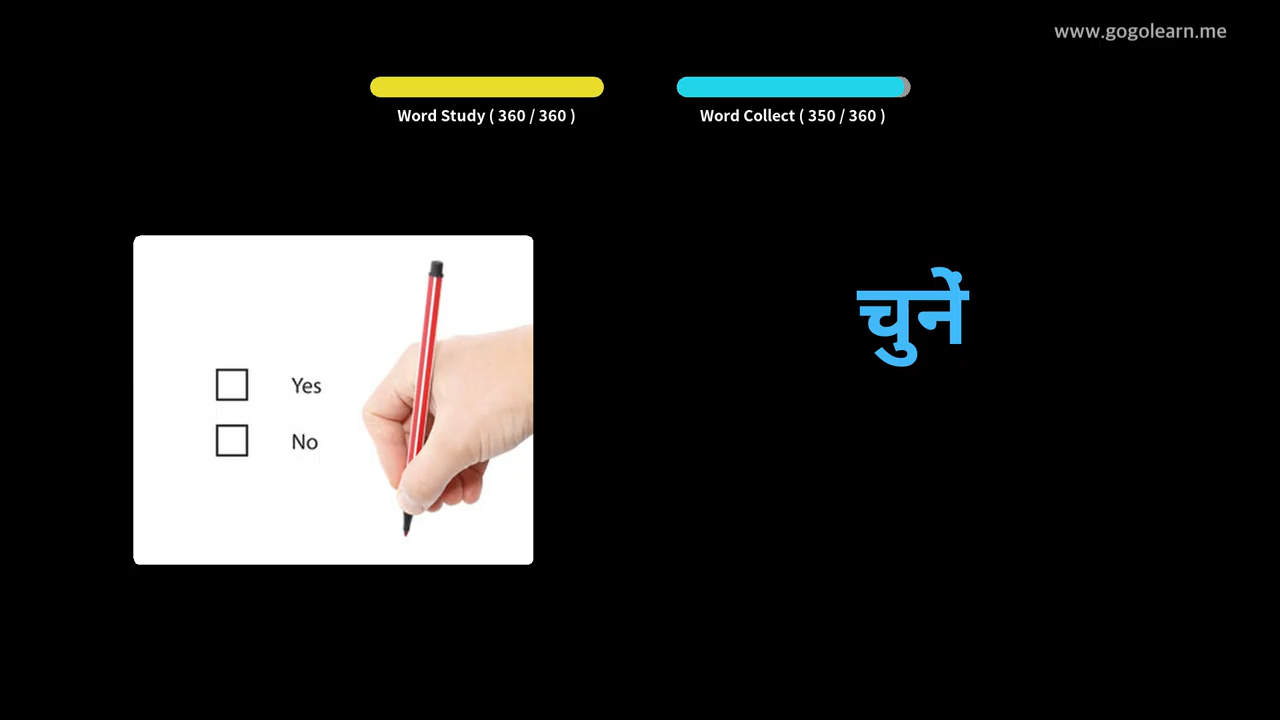 www.gogolearn.me
Word Study ( 360 / 360 )
Word Collect ( 350 / 360 )
चुनें
Yes
No